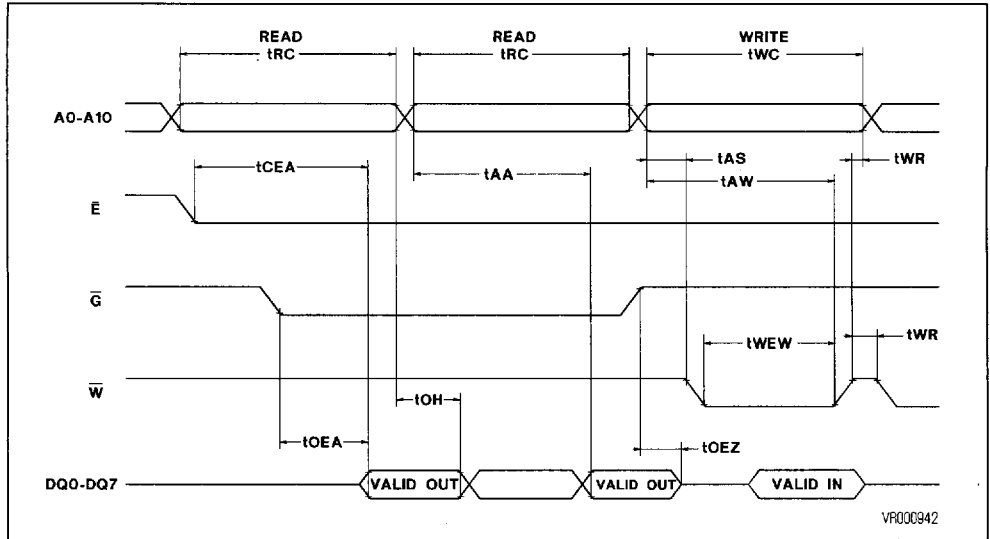 READ READ WRITE
tRC tRC tWC
A0-A10
tAS tWR
tCEA tAA tAW
Ē
G̅
tWEW tWR
W̅
tOH
tOEA tOEZ
DQ0-DQ7 VALID OUT VALID OUT VALID IN
VR000942